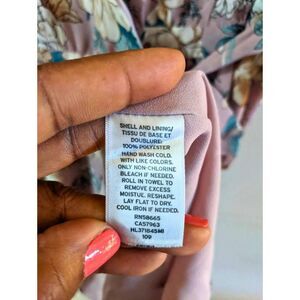 SHELL AND LINING/
TISSU DE BASE ET
DOUBLURE:
100% POLYESTER
HAND WASH COLD.
WITH LIKE COLORS.
ONLY NON-CHLORINE
BLEACH IF NEEDED.
ROLL IN TOWEL TO
REMOVE EXCESS
MOISTUE. RESHAPE.
LAY FLAT TO DRY.
COOL IRON IF NEEDED.
RN58665
CA57963
HL371845MI
109